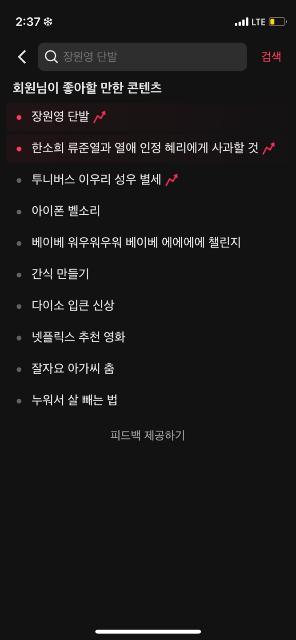 2:37 LTE
장원영 단발 검색
회원님이 좋아할 만한 콘텐츠
장원영 단발
한소희 류준열과 열애 인정 혜리에게 사과할 것
투니버스 이우리 성우 별세
아이폰 벨소리
베이베 워우워우워 베이베 에에에에 챌린지
간식 만들기
다이소 입큰 신상
넷플릭스 추천 영화
잘자요 아가씨 춤
누워서 살 빼는 법
피드백 제공하기